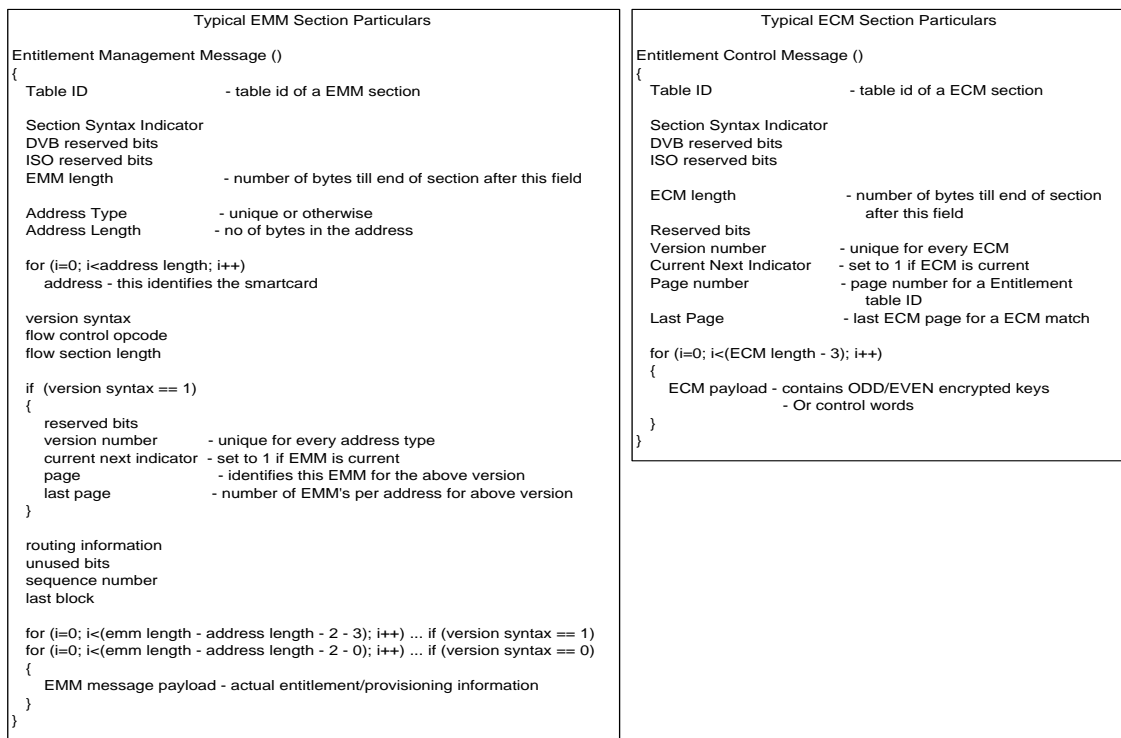 Typical EMM Section Particulars
Entitlement Management Message ()
{
Table ID - table id of a EMM section
Section Syntax Indicator
DVB reserved bits
ISO reserved bits
EMM length - number of bytes till end of section after this field
Address Type - unique or otherwise
Address Length - no of bytes in the address
for (i=0; i<address length; i++)
address - this identifies the smartcard
version syntax
flow control opcode
flow section length
if (version syntax == 1)
{
reserved bits
version number - unique for every address type
current next indicator - set to 1 if EMM is current
page - identifies this EMM for the above version
last page - number of EMM's per address for above version
}
routing information
unused bits
sequence number
last block
for (i=0; i<(emm length - address length - 2 - 3); i++) ... if (version syntax == 1)
for (i=0; i<(emm length - address length - 2 - 0); i++) ... if (version syntax == 0)
{
EMM message payload - actual entitlement/provisioning information
}
}
Typical ECM Section Particulars
Entitlement Control Message ()
{
Table ID - table id of a ECM section
Section Syntax Indicator
DVB reserved bits
ISO reserved bits
ECM length - number of bytes till end of section
after this field
Reserved bits
Version number - unique for every ECM
Current Next Indicator - set to 1 if ECM is current
Page number - page number for a Entitlement
table ID
Last Page - last ECM page for a ECM match
for (i=0; i<(ECM length - 3); i++)
{
ECM payload - contains ODD/EVEN encrypted keys
- Or control words
}
}